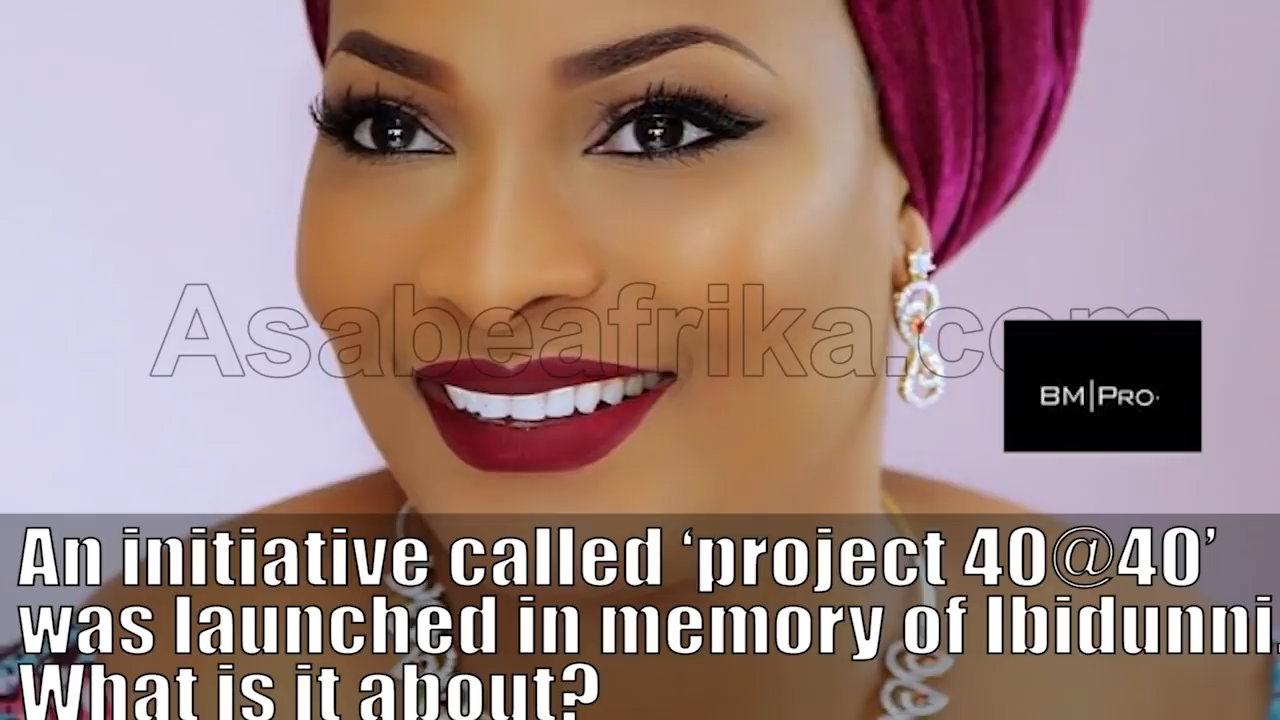 Asabeafrika.co
BM|PRO
An initiative called ‘project 40@40’
was launched in memory of Ibidunni.
What is it about?